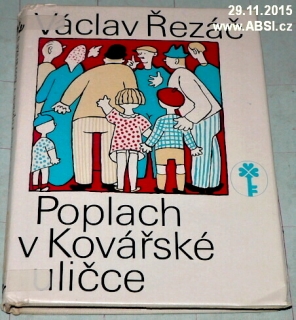 29.11.2015
www.ABSI.cz
Václav Řezáč
Poplach
v Kovářské
uličce